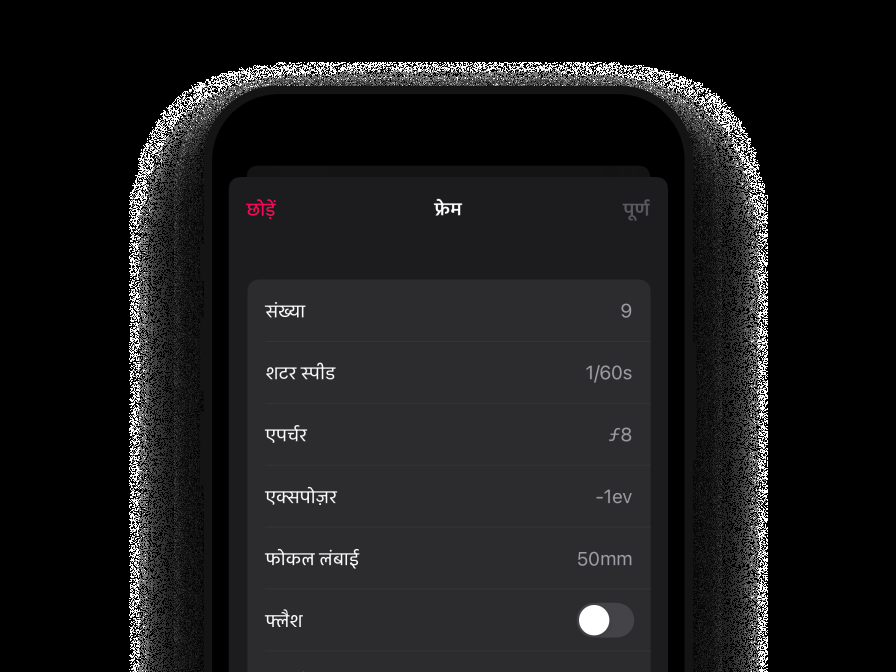 छोड़ें फ्रेम पूर्ण
संख्या 9
शटर स्पीड 1/60s
एपर्चर ƒ8
एक्सपोज़र -1ev
फोकल लंबाई 50mm
फ्लैश